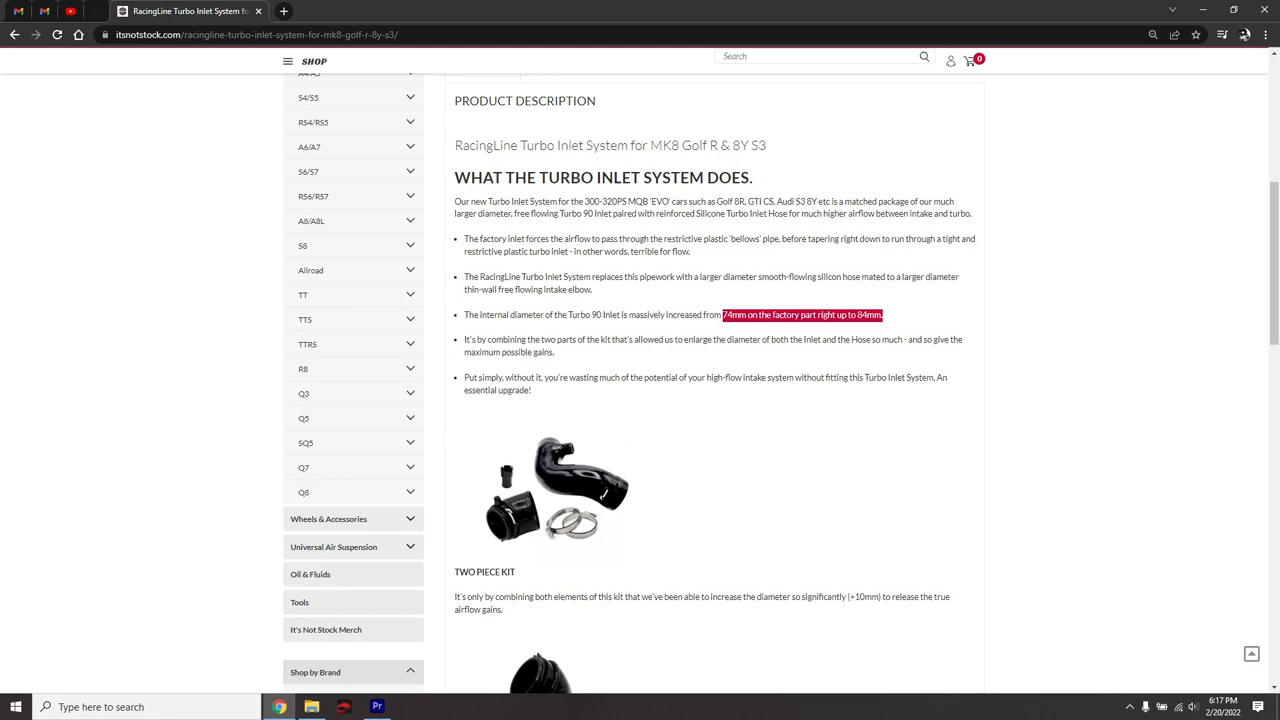 RacingLine Turbo Inlet System fo
itsnotstock.com/racingline-turbo-inlet-system-for-mk8-golf-r-8y-s3/
SHOP
Search
0
A4/A5
S4/S5
RS4/RS5
A6/A7
S6/S7
RS6/RS7
A8/A8L
S8
Allroad
TT
TTS
TTRS
R8
Q3
Q5
SQ5
Q7
Q8
Wheels & Accessories
Universal Air Suspension
Oil & Fluids
Tools
It's Not Stock Merch
Shop by Brand
PRODUCT DESCRIPTION
RacingLine Turbo Inlet System for MK8 Golf R & 8Y S3
WHAT THE TURBO INLET SYSTEM DOES.
Our new Turbo Inlet System for the 300-320PS MQB 'EVO' cars such as Golf 8R, GTI CS, Audi S3 8Y etc is a matched package of our much
larger diameter, free flowing Turbo 90 Inlet paired with reinforced Silicone Turbo Inlet Hose for much higher airflow between intake and turbo.
The factory inlet forces the airflow to pass through the restrictive plastic 'bellows' pipe, before tapering right down to run through a tight and
restrictive plastic turbo inlet - in other words, terrible for flow.
The RacingLine Turbo Inlet System replaces this pipework with a larger diameter smooth-flowing silicon hose mated to a larger diameter
thin-wall free flowing intake elbow.
The internal diameter of the Turbo 90 Inlet is massively increased from 74mm on the factory part right up to 84mm.
It's by combining the two parts of the kit that's allowed us to enlarge the diameter of both the Inlet and the Hose so much - and so give the
maximum possible gains.
Put simply, without it, you're wasting much of the potential of your high-flow intake system without fitting this Turbo Inlet System. An
essential upgrade!
TWO PIECE KIT
It's only by combining both elements of this kit that we've been able to increase the diameter so significantly (+10mm) to release the true
airflow gains.
Type here to search
Pr
6:17 PM
2/20/2022